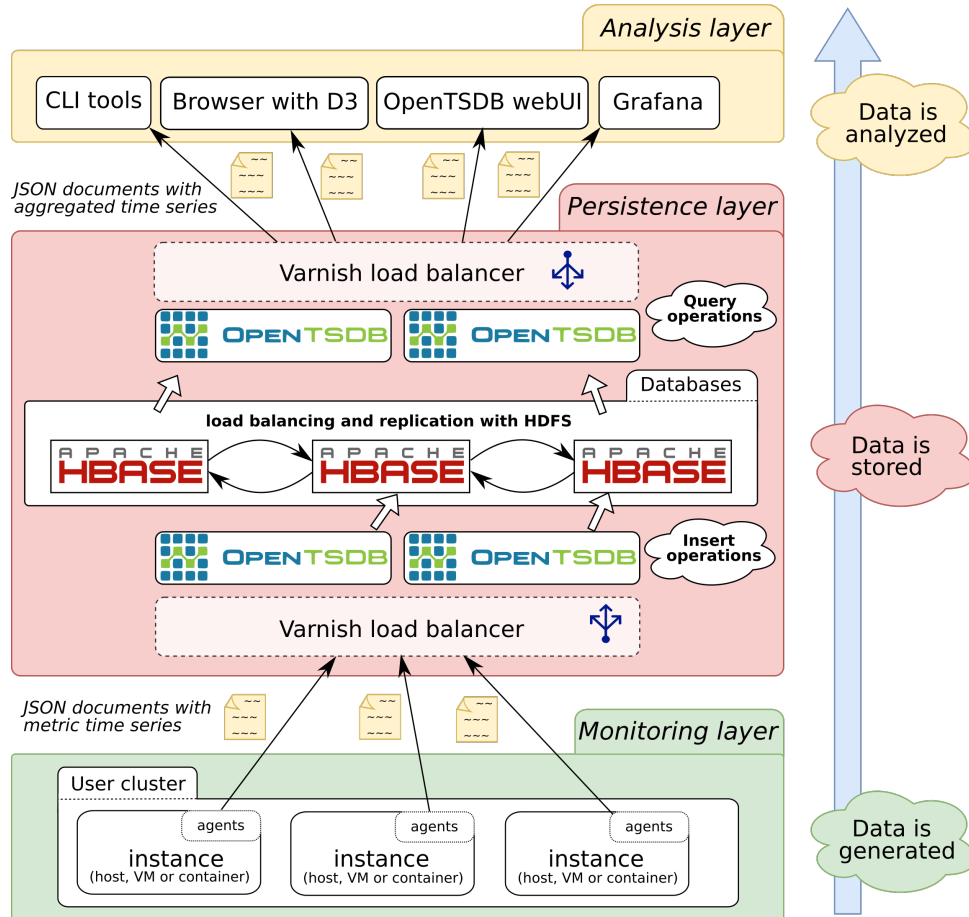 Analysis layer
CLI tools
Browser with D3
OpenTSDB webUI
Grafana
Data is
analyzed
JSON documents with
aggregated time series
~~
~~~
~~~
~~
~~~
~~~
~~
~~~
~~~
~~
~~~
~~~
Persistence layer
Varnish load balancer
Query
operations
OPENTSDB
OPENTSDB
Databases
load balancing and replication with HDFS
APACHE
HBASE
APACHE
HBASE
APACHE
HBASE
Data is
stored
OPENTSDB
OPENTSDB
Insert
operations
Varnish load balancer
JSON documents with
metric time series
~~
~~~
~~~
~~
~~~
~~~
~~
~~~
~~~
Monitoring layer
User cluster
agents
instance
(host, VM or container)
agents
instance
(host, VM or container)
agents
instance
(host, VM or container)
Data is
generated